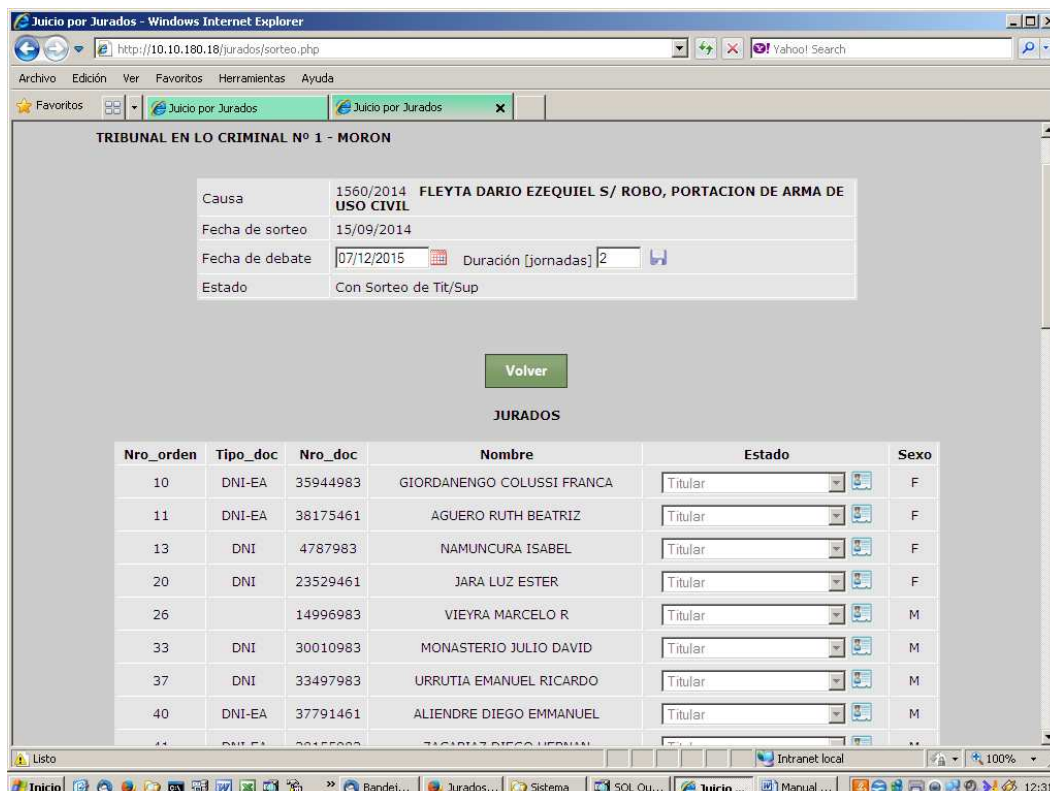 Juicio por Jurados - Windows Internet Explorer
http://10.10.180.18/jurados/sorteo.php
Yahoo! Search
Archivo Edición Ver Favoritos Herramientas Ayuda
Favoritos Juicio por Jurados Juicio por Jurados
TRIBUNAL EN LO CRIMINAL Nº 1 - MORON
Causa 1560/2014 FLEYTA DARIO EZEQUIEL S/ ROBO, PORTACION DE ARMA DE
USO CIVIL
Fecha de sorteo 15/09/2014
Fecha de debate 07/12/2015 Duración [jornadas] 2
Estado Con Sorteo de Tit/Sup
Volver
JURADOS
Nro_orden Tipo_doc Nro_doc Nombre Estado Sexo
10 DNI-EA 35944983 GIORDANENGO COLUSSI FRANCA Titular F
11 DNI-EA 38175461 AGUERO RUTH BEATRIZ Titular F
13 DNI 4787983 NAMUNCURA ISABEL Titular F
20 DNI 23529461 JARA LUZ ESTER Titular F
26 14996983 VIEYRA MARCELO R Titular M
33 DNI 30010983 MONASTERIO JULIO DAVID Titular M
37 DNI 33497983 URRUTIA EMANUEL RICARDO Titular M
40 DNI-EA 37791461 ALIENDRE DIEGO EMMANUEL Titular M
Listo Intranet local 100%
Inicio Bandej... Jurados... Sistema SQL Qu... Juicio ... Manual ... 12:31